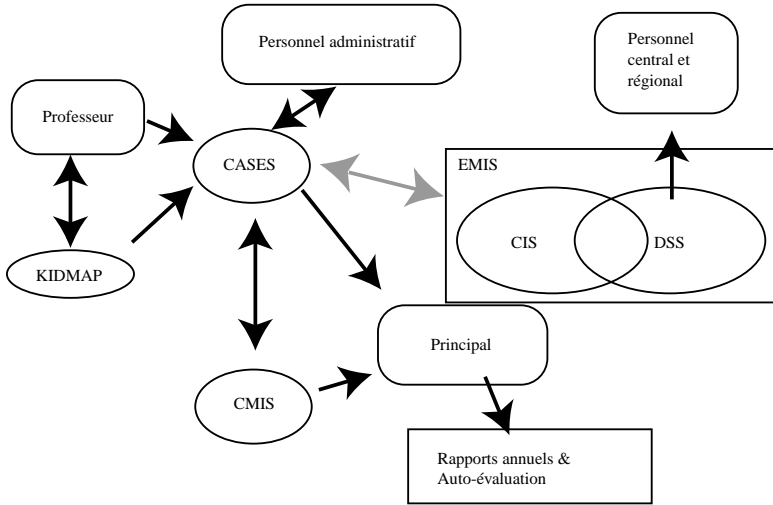 Personnel administratif
Personnel
central et
régional
Professeur
CASES
EMIS
CIS
DSS
KIDMAP
Principal
CMIS
Rapports annuels &
Auto-évaluation